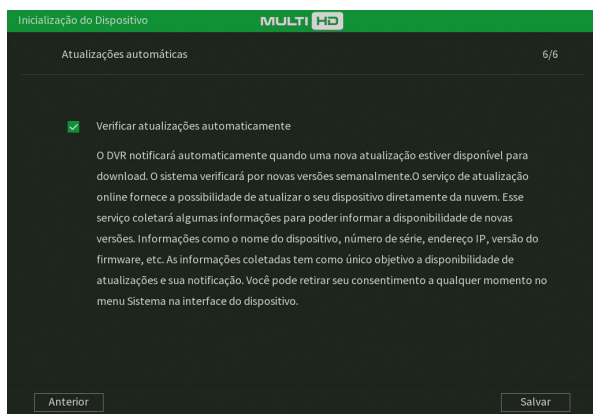 Inicialização do Dispositivo MULTI HD
Atualizações automáticas 6/6
Verificar atualizações automaticamente
O DVR notificará automaticamente quando uma nova atualização estiver disponível para
download. O sistema verificará por novas versões semanalmente.O serviço de atualização
online fornece a possibilidade de atualizar o seu dispositivo diretamente da nuvem. Esse
serviço coletará algumas informações para poder informar a disponibilidade de novas
versões. Informações como o nome do dispositivo, número de série, endereço IP, versão do
firmware, etc. As informações coletadas tem como único objetivo a disponibilidade de
atualizações e sua notificação. Você pode retirar seu consentimento a qualquer momento no
menu Sistema na interface do dispositivo.
Anterior Salvar